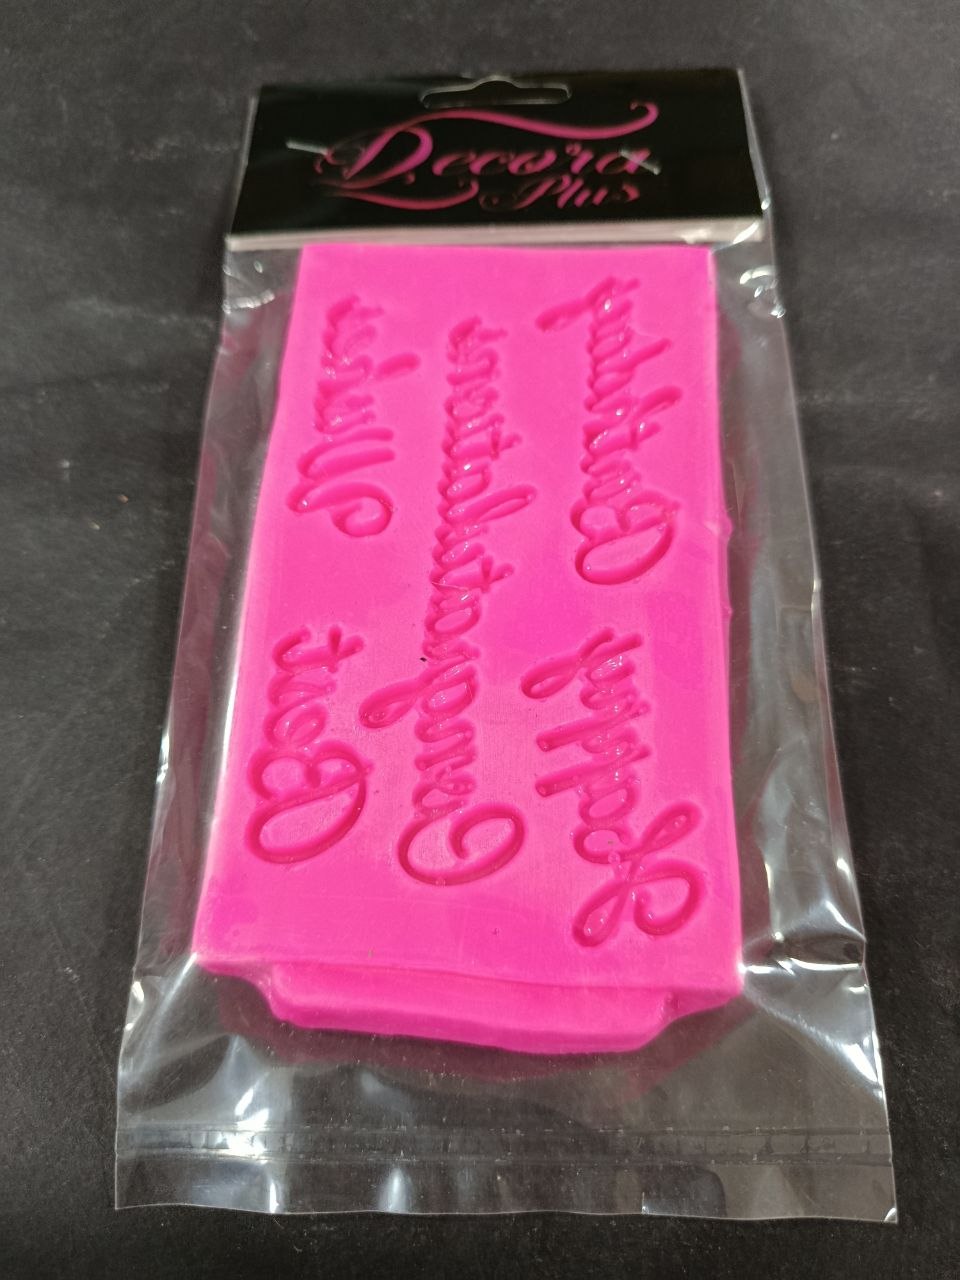 Decora
Plus
Happy Birthday
Congratulations
Best Wishes